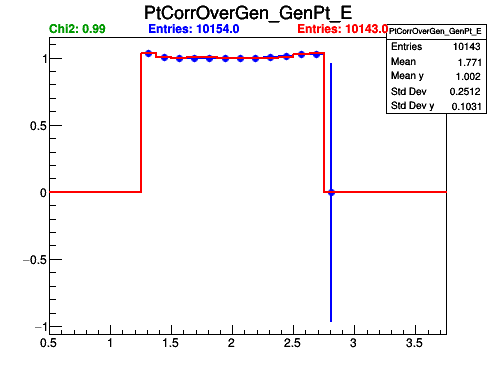 PtCorrOverGen_GenPt_E
Chi2: 0.99 Entries: 10154.0 Entries: 10143.0
PtCorrOverGen_GenPt_E
Entries 10143
Mean 1.771
Mean y 1.002
Std Dev 0.2512
Std Dev y 0.1031
1
0.5
0
−0.5
−1
0.5 1 1.5 2 2.5 3 3.5